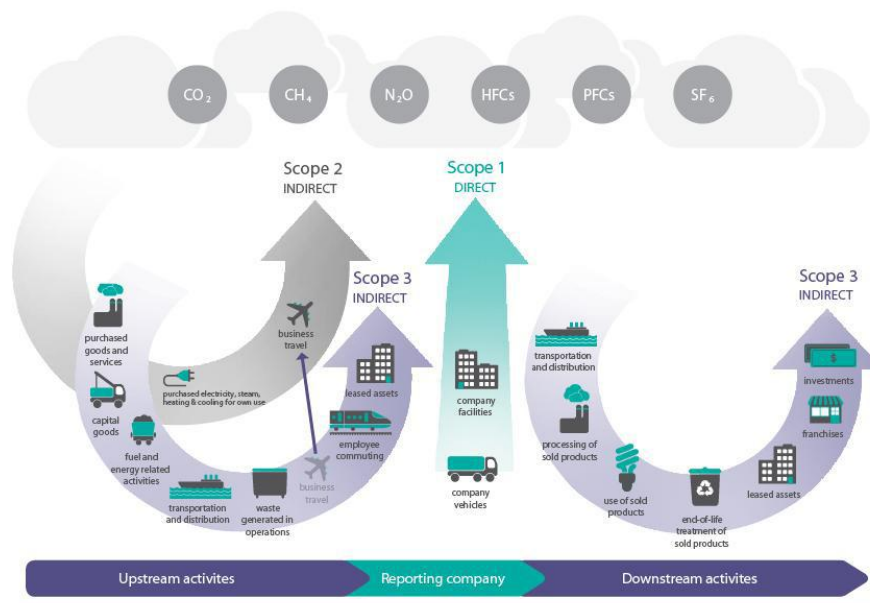 CO₂
CH₄
N₂O
HFCs
PFCs
SF₆
Scope 2
INDIRECT
Scope 1
DIRECT
Scope 3
INDIRECT
Scope 3
INDIRECT
purchased
goods and
services
capital
goods
fuel and
energy related
activities
purchased electricity, steam,
heating & cooling for own use
transportation
and distribution
waste
generated in
operations
business
travel
business
travel
employee
commuting
leased assets
company
facilities
company
vehicles
transportation
and distribution
processing of
sold products
use of sold
products
end-of-life
treatment of
sold products
leased assets
franchises
investments
$
Upstream activites
Reporting company
Downstream activites